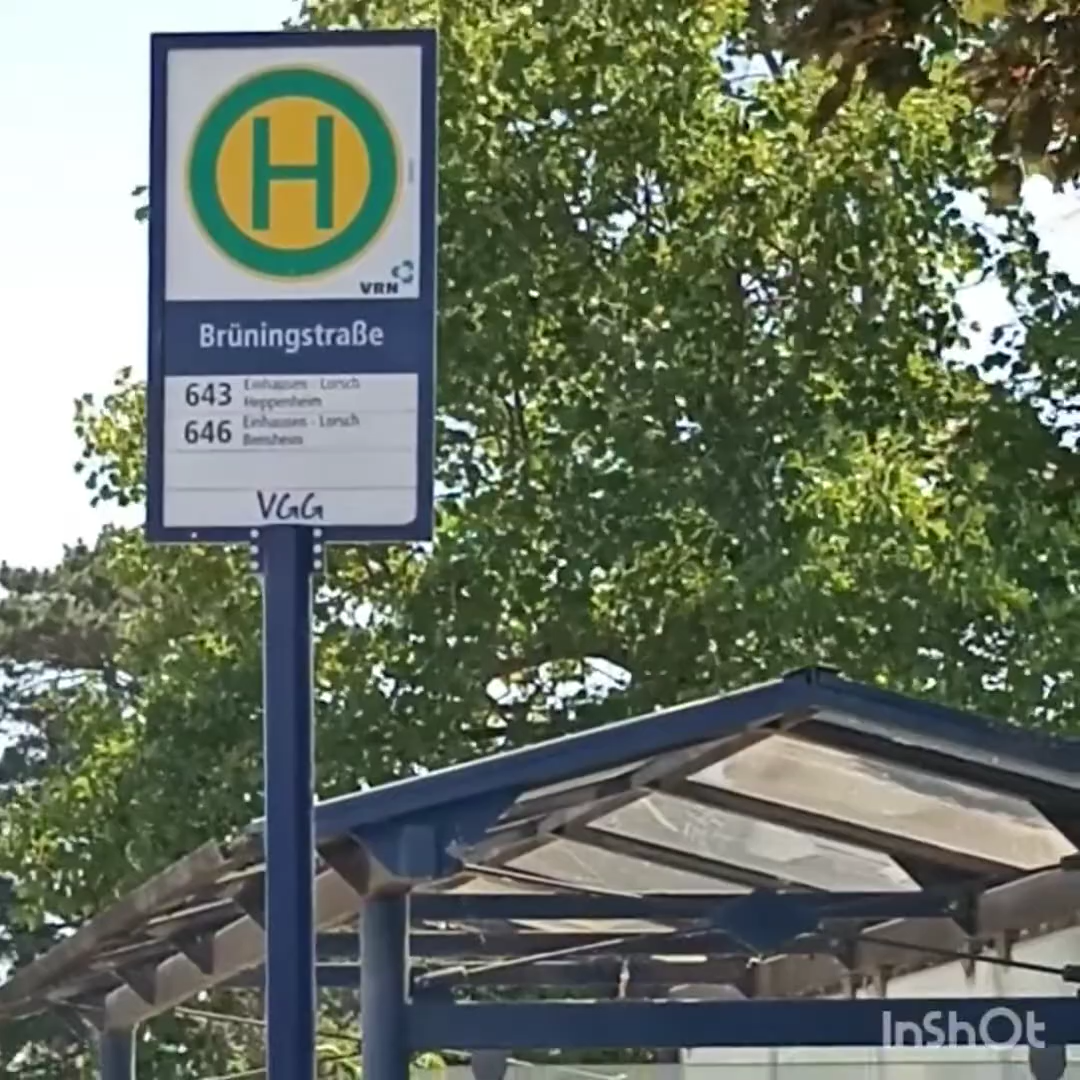 H
VRN
Brüningstraße
643 Einhausen - Lorsch
Heppenheim
646 Einhausen - Lorsch
Bensheim
VGG
InShOt